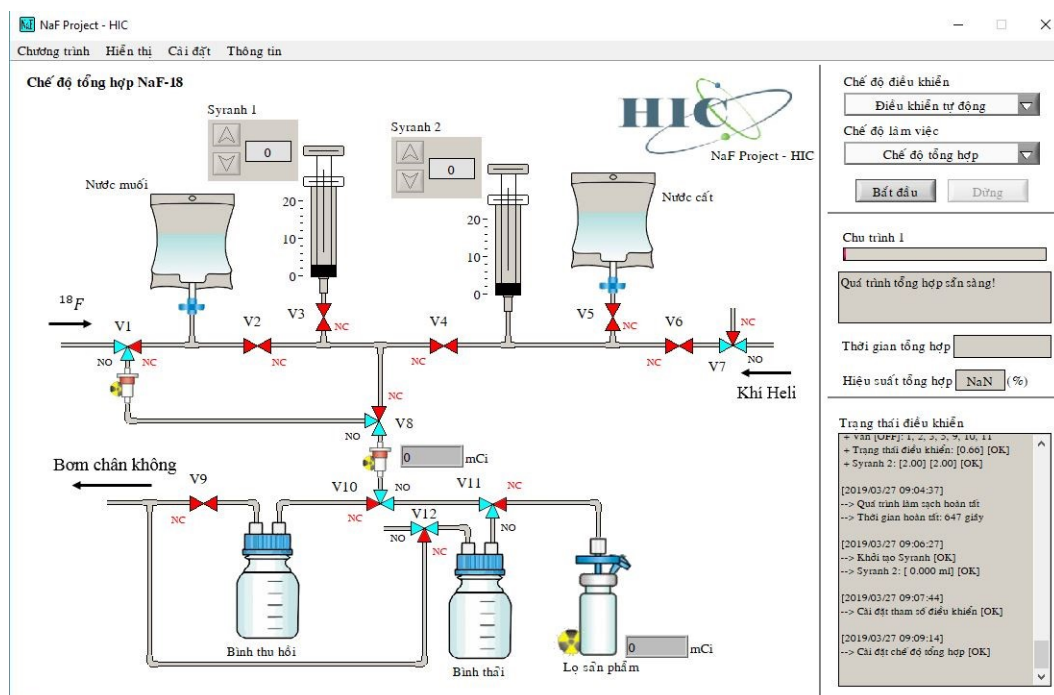 NaF Project - HIC
Chương trình Hiển thị Cài đặt Thông tin
Chế độ tổng hợp NaF-18
Syranh 1
0
Syranh 2
0
HIC
NaF Project - HIC
Nước muối
Nước cất
20
10
0
20
10
0
18F
V1
V2
V3
V4
V5
V6
V7
NO
NC
NC
NC
NC
NC
NC
NC
NO
Khí Heli
NC
V8
NO
0 mCi
Bơm chân không
V9
V10
NO
V11
NC
V12
NC
NC
NO
NC
NO
Bình thu hồi
Bình thải
Lọ sản phẩm
0 mCi
Chế độ điều khiển
Điều khiển tự động
Chế độ làm việc
Chế độ tổng hợp
Bắt đầu Dừng
Chu trình 1
Quá trình tổng hợp sẵn sàng!
Thời gian tổng hợp
Hiệu suất tổng hợp NaN (%)
Trạng thái điều khiển
+ Trạng thái điều khiển: [0.66] [OK]
+ Syranh 2: [2.00] [2.00] [OK]
[2019/03/27 09:04:37]
--> Quá trình làm sạch hoàn tất
--> Thời gian hoàn tất: 647 giây
[2019/03/27 09:06:27]
--> Khởi tạo Syranh [OK]
--> Syranh 2: [ 0.000 ml] [OK]
[2019/03/27 09:07:44]
--> Cài đặt tham số điều khiển [OK]
[2019/03/27 09:09:14]
--> Cài đặt chế độ tổng hợp [OK]